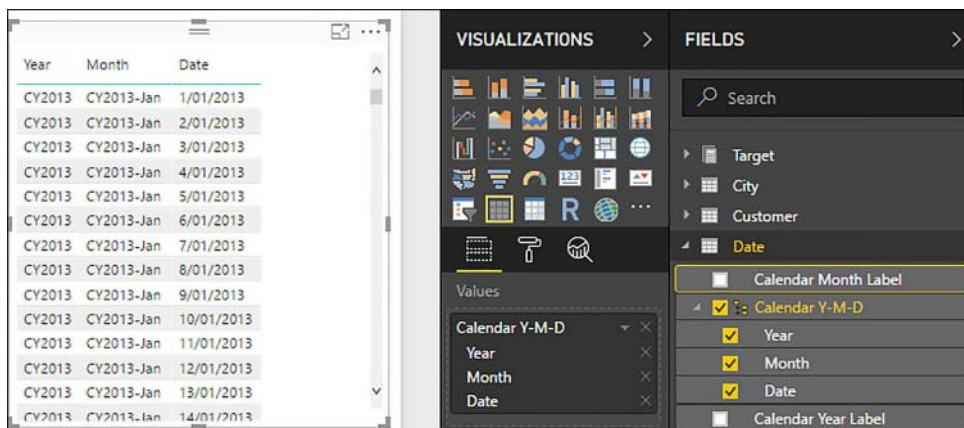 Year Month Date
CY2013 CY2013-Jan 1/01/2013
CY2013 CY2013-Jan 2/01/2013
CY2013 CY2013-Jan 3/01/2013
CY2013 CY2013-Jan 4/01/2013
CY2013 CY2013-Jan 5/01/2013
CY2013 CY2013-Jan 6/01/2013
CY2013 CY2013-Jan 7/01/2013
CY2013 CY2013-Jan 8/01/2013
CY2013 CY2013-Jan 9/01/2013
CY2013 CY2013-Jan 10/01/2013
CY2013 CY2013-Jan 11/01/2013
CY2013 CY2013-Jan 12/01/2013
CY2013 CY2013-Jan 13/01/2013
CY2013 CY2013-Jan 14/01/2013
VISUALIZATIONS
123
R
Values
Calendar Y-M-D
Year
Month
Date
FIELDS
Search
Target
City
Customer
Date
Calendar Month Label
Calendar Y-M-D
Year
Month
Date
Calendar Year Label